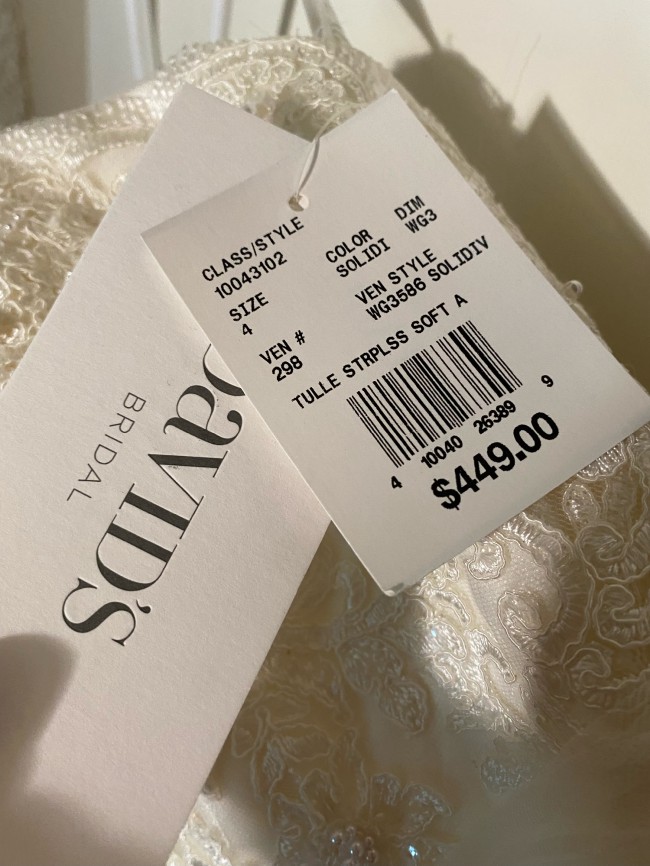 CLASS/STYLE
10043102
COLOR
SOLIDI
DIM
WG3
SIZE
4
VEN STYLE
WG3586 SOLIDIV
VEN #
298
TULLE STRPLSS SOFT A
4 10040 26389 9
$449.00
DAVID'S
BRIDAL